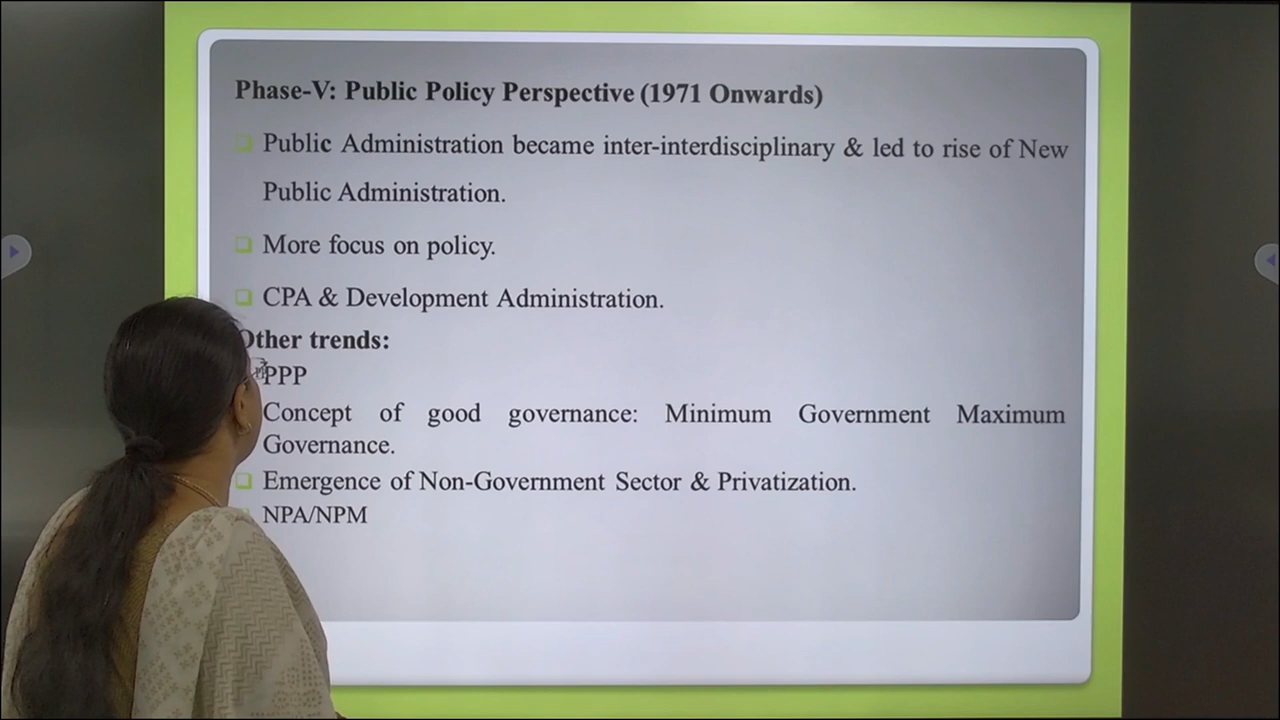 Phase-V: Public Policy Perspective (1971 Onwards)
Public Administration became inter-interdisciplinary & led to rise of New
Public Administration.
More focus on policy.
CPA & Development Administration.
Other trends:
PPP
Concept of good governance: Minimum Government Maximum
Governance.
Emergence of Non-Government Sector & Privatization.
NPA/NPM